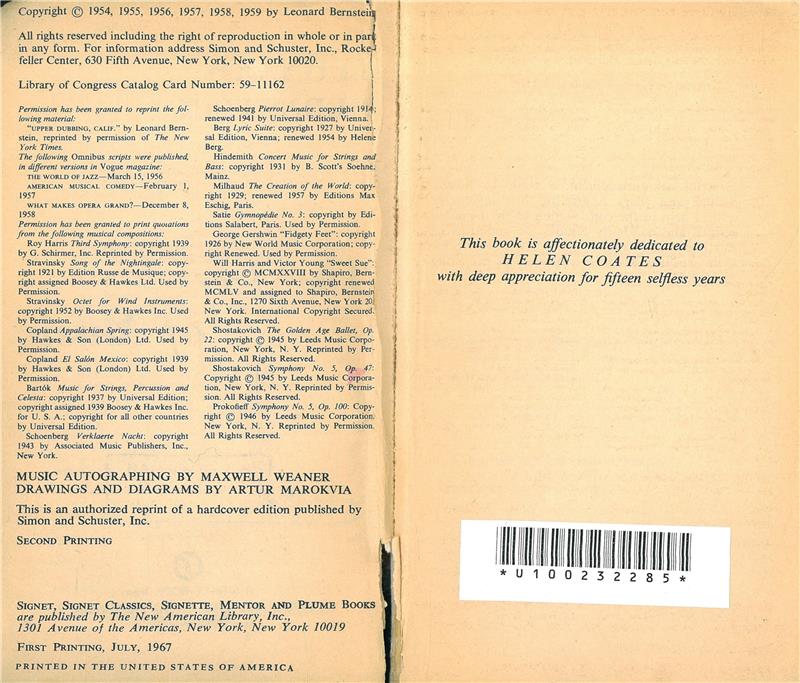 Copyright © 1954, 1955, 1956, 1957, 1958, 1959 by Leonard Bernstein
All rights reserved including the right of reproduction in whole or in part
in any form. For information address Simon and Schuster, Inc., Rocke-
feller Center, 630 Fifth Avenue, New York, New York 10020.
Library of Congress Catalog Card Number: 59-11162
Permission has been granted to reprint the fol-
lowing material:
"UPPER DUBBING, CALIF." by Leonard Bern-
stein, reprinted by permission of The New
York Times.
The following Omnibus scripts were published,
in different versions in Vogue magazine:
THE WORLD OF JAZZ—March 15, 1956
AMERICAN MUSICAL COMEDY—February 1,
1957
WHAT MAKES OPERA GRAND?—December 8,
1958
Permission has been granted to print quotations
from the following musical compositions:
Roy Harris Third Symphony: copyright 1939
by G. Schirmer, Inc. Reprinted by Permission.
Stravinsky Song of the Nightingale: copy-
right 1921 by Edition Russe de Musique; copy-
right assigned Boosey & Hawkes Ltd. Used by
Permission.
Stravinsky Octet for Wind Instruments:
copyright 1952 by Boosey & Hawkes Inc. Used
by Permission.
Copland Appalachian Spring: copyright 1945
by Hawkes & Son (London) Ltd. Used by
Permission.
Copland El Salón Mexico: copyright 1939
by Hawkes & Son (London) Ltd. Used by
Permission.
Bartók Music for Strings, Percussion and
Celesta: copyright 1937 by Universal Edition;
copyright assigned 1939 Boosey & Hawkes Inc.
for U. S. A.; copyright for all other countries
by Universal Edition.
Schoenberg Verklaerte Nacht: copyright
1943 by Associated Music Publishers, Inc.,
New York.
Schoenberg Pierrot Lunaire: copyright 1914;
renewed 1941 by Universal Edition, Vienna.
Berg Lyric Suite: copyright 1927 by Univer-
sal Edition, Vienna; renewed 1954 by Helene
Berg.
Hindemith Concert Music for Strings and
Bass: copyright 1931 by B. Scott's Soehne,
Mainz.
Milhaud The Creation of the World: copy-
right 1929; renewed 1957 by Editions Max
Eschig, Paris.
Satie Gymnopédie No. 3: copyright by Edi-
tions Salabert, Paris. Used by Permission.
George Gershwin "Fidgety Feet": copyright
1926 by New World Music Corporation; copy-
right Renewed. Used by Permission.
Will Harris and Victor Young "Sweet Sue":
copyright © MCMXXVIII by Shapiro, Bern-
stein & Co., New York; copyright renewed
MCMLV and assigned to Shapiro, Bernstein
& Co., Inc., 1270 Sixth Avenue, New York 20,
New York. International Copyright Secured.
All Rights Reserved.
Shostakovich The Golden Age Ballet, Op.
22: copyright © 1945 by Leeds Music Corpo-
ration, New York, N. Y. Reprinted by Per-
mission. All Rights Reserved.
Shostakovich Symphony No. 5, Op. 47:
Copyright © 1945 by Leeds Music Corpora-
tion, New York, N. Y. Reprinted by Permis-
sion. All Rights Reserved.
Prokofieff Symphony No. 5, Op. 100: Copy-
right © 1946 by Leeds Music Corporation,
New York, N. Y. Reprinted by Permission.
All Rights Reserved.
MUSIC AUTOGRAPHING BY MAXWELL WEANER
DRAWINGS AND DIAGRAMS BY ARTUR MAROKVIA
This is an authorized reprint of a hardcover edition published by
Simon and Schuster, Inc.
SECOND PRINTING
SIGNET, SIGNET CLASSICS, SIGNETTE, MENTOR AND PLUME BOOKS
are published by The New American Library, Inc.,
1301 Avenue of the Americas, New York, New York 10019
FIRST PRINTING, JULY, 1967
PRINTED IN THE UNITED STATES OF AMERICA
This book is affectionately dedicated to
HELEN COATES
with deep appreciation for fifteen selfless years
*U100232285*